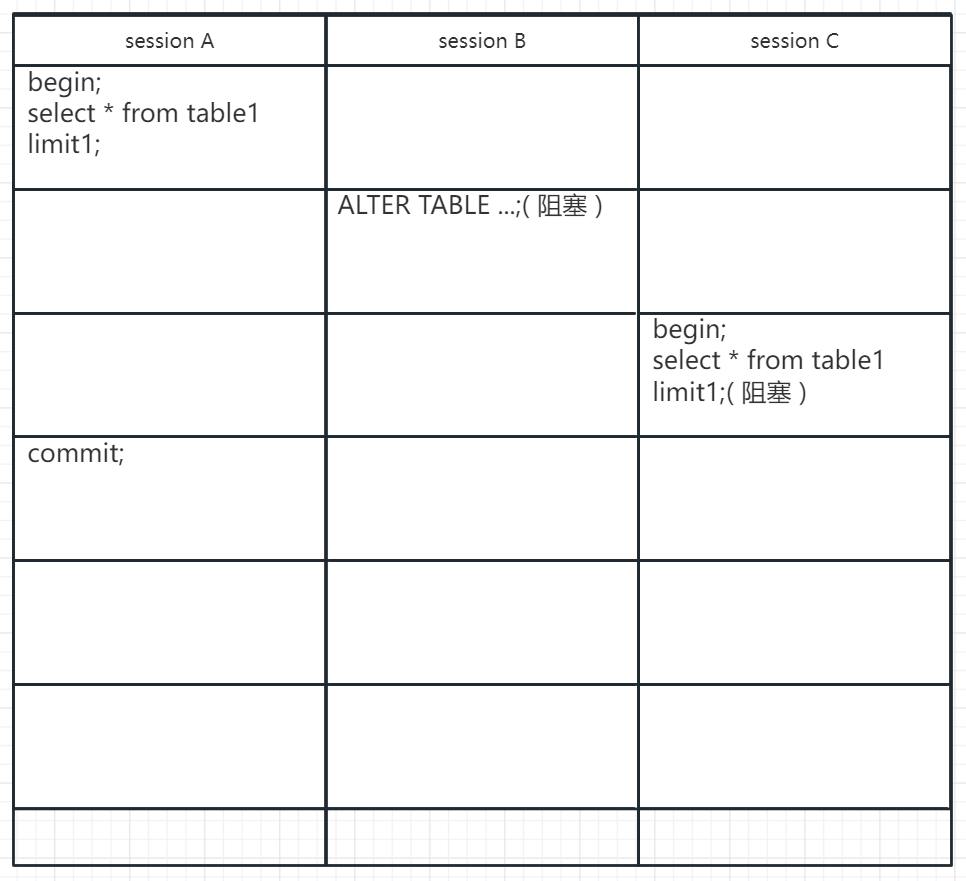 session A
session B
session C
begin;
select * from table1
limit1;
ALTER TABLE ...;( 阻塞 )
begin;
select * from table1
limit1;( 阻塞 )
commit;